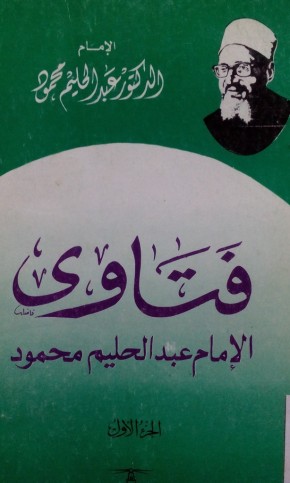 الإمام
الدكتور عبد الحليم محمود
فتاوى
الإمام عبد الحليم محمود
الجزء الأول